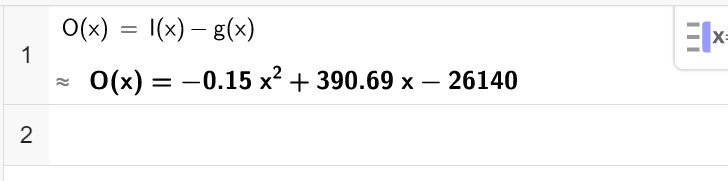 1
O(x) = I(x) – g(x)
≈ O(x) = −0.15 x² + 390.69 x − 26140
2
x=